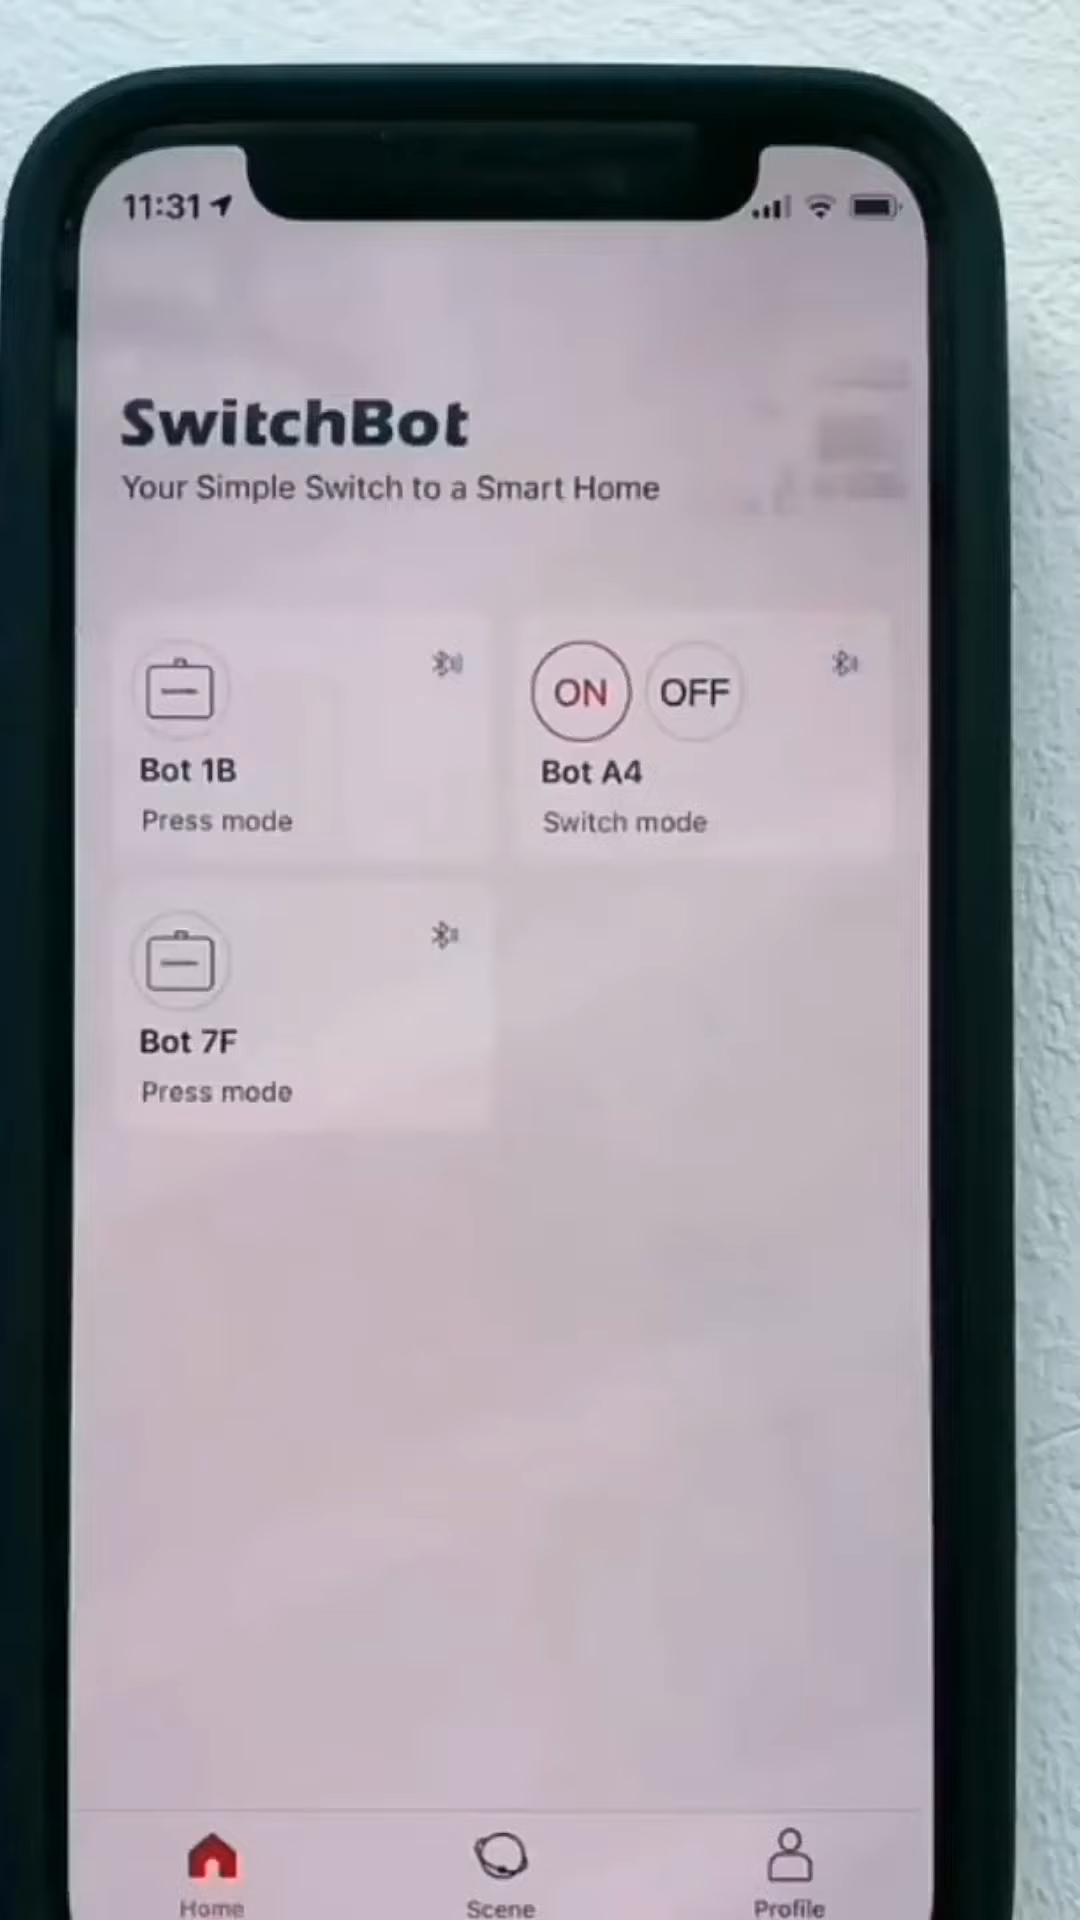 11:31
SwitchBot
Your Simple Switch to a Smart Home
Bot 1B
Press mode
ON OFF
Bot A4
Switch mode
Bot 7F
Press mode
Home
Scene
Profile